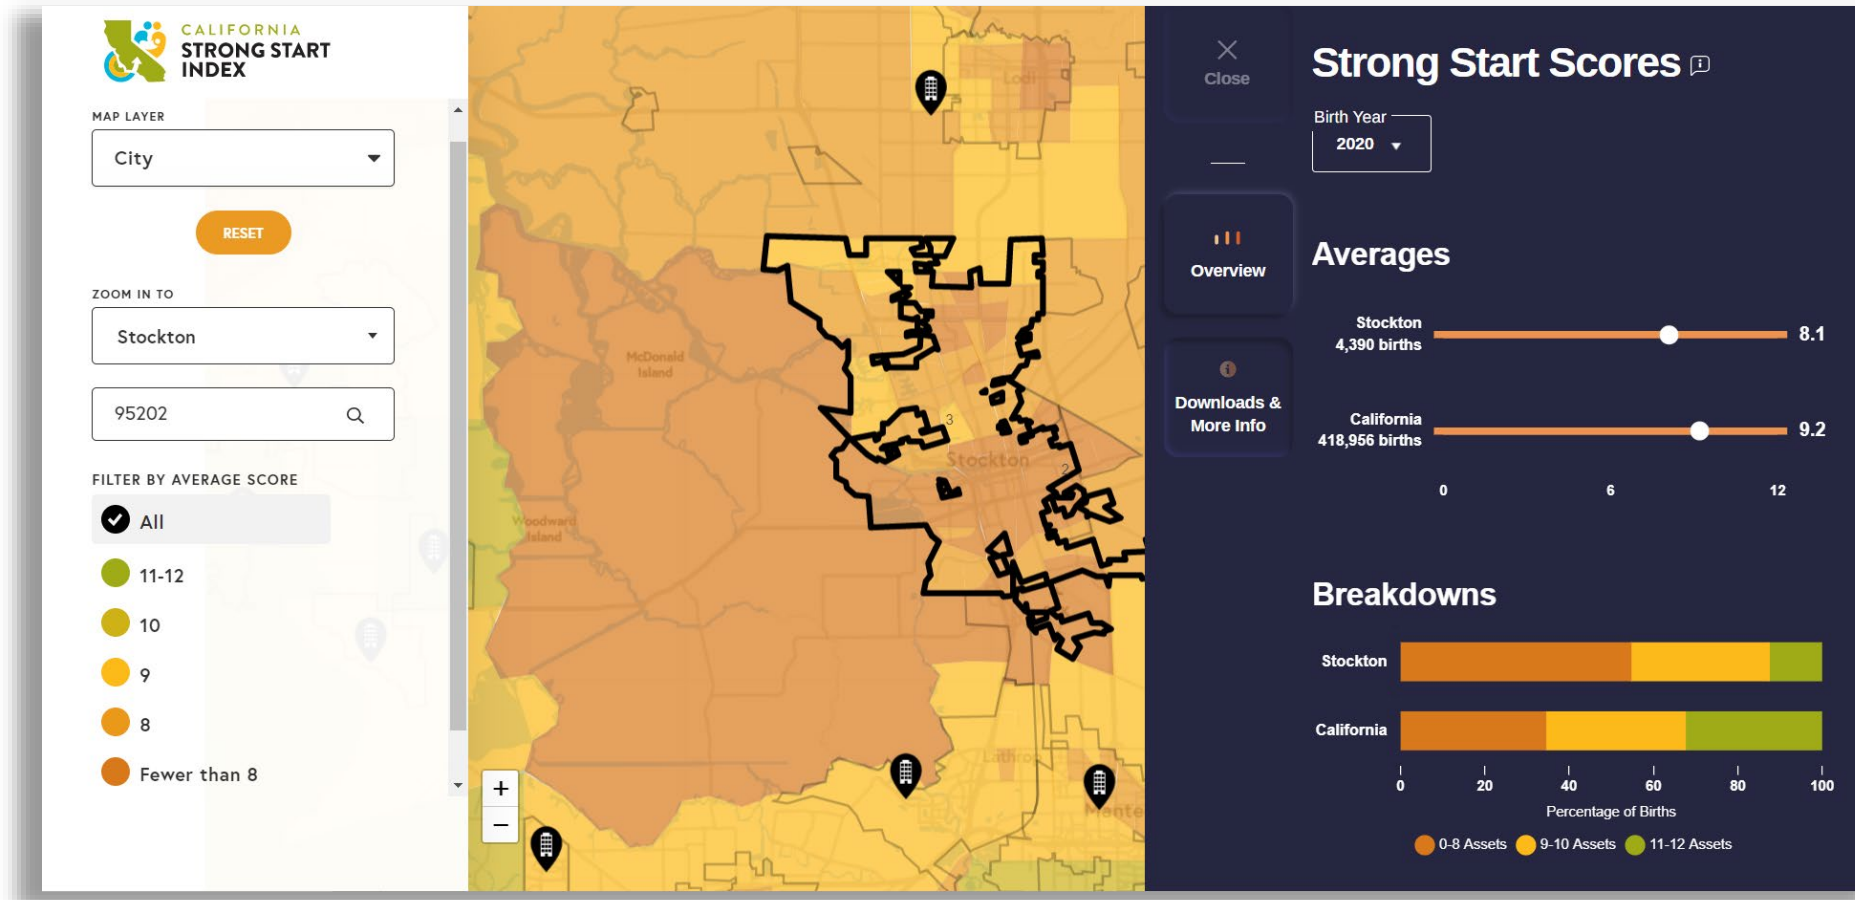 CALIFORNIA
STRONG START
INDEX
MAP LAYER
City
RESET
ZOOM IN TO
Stockton
95202
FILTER BY AVERAGE SCORE
All
11-12
10
9
8
Fewer than 8
Lodi
McDonald
Island
3
Stockton
2
Woodward
Island
Lathrop
Mante
+
−
Close
Overview
Downloads &
More Info
Strong Start Scores
Birth Year
2020
Averages
Stockton
4,390 births
8.1
California
418,956 births
9.2
0 6 12
Breakdowns
Stockton
California
0 20 40 60 80 100
Percentage of Births
0-8 Assets 9-10 Assets 11-12 Assets